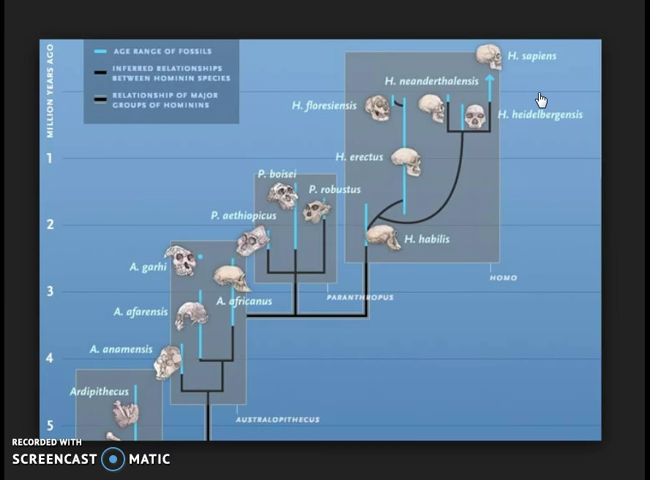 MILLION YEARS AGO
AGE RANGE OF FOSSILS
INFERRED RELATIONSHIPS
BETWEEN HOMININ SPECIES
RELATIONSHIP OF MAJOR
GROUPS OF HOMININS
H. sapiens
H. neanderthalensis
H. floresiensis
H. heidelbergensis
1
H. erectus
P. boisei
P. robustus
P. aethiopicus
2
H. habilis
A. garhi
HOMO
3
A. africanus
PARANTHROPUS
A. afarensis
A. anamensis
4
Ardipithecus
AUSTRALOPITHECUS
5
RECORDED WITH
SCREENCAST MATIC